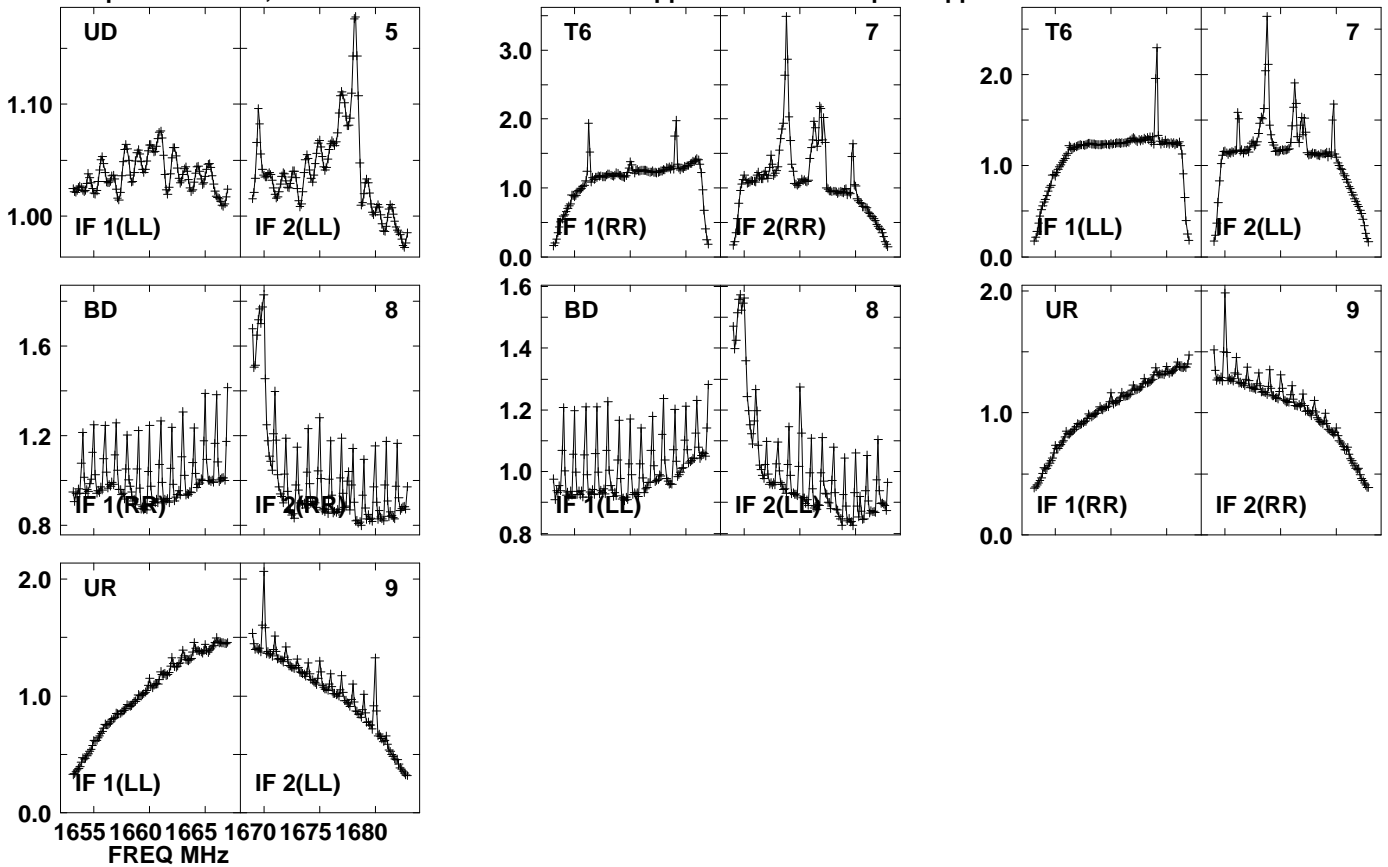 UD 5 T6 7 T6 7
3.0
1.10 2.0
2.0
1.0
1.00 1.0
IF 1(LL) IF 2(LL) IF 1(RR) IF 2(RR) IF 1(LL) IF 2(LL)
0.0 0.0
1.6 2.0
BD 8 BD 8 UR 9
1.6 1.4
1.2 1.2 1.0
1.0
IF 1(RR) IF 2(RR) IF 1(LL) IF 2(LL) IF 1(RR) IF 2(RR)
0.8 0.8 0.0
2.0 UR 9
1.0
IF 1(LL) IF 2(LL)
0.0
1655 1660 1665 1670 1675 1680
FREQ MHz